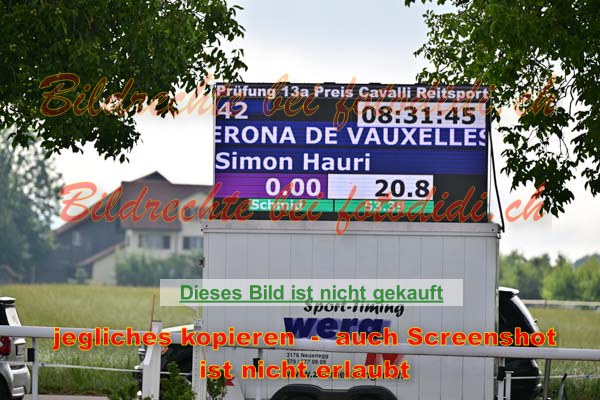 Prüfung 13a Preis Cavalli Reitsport
42 08:31:45
ERONA DE VAUXELLES
Simon Hauri
0.00 20.8
Schmid
Bildrechte bei fotodidi.ch
Bildrechte bei fotodidi.ch
Dieses Bild ist nicht gekauft
Sport-Timing
wera
jegliches kopieren - auch Screenshot
3176 Neuenegg
ist nicht erlaubt